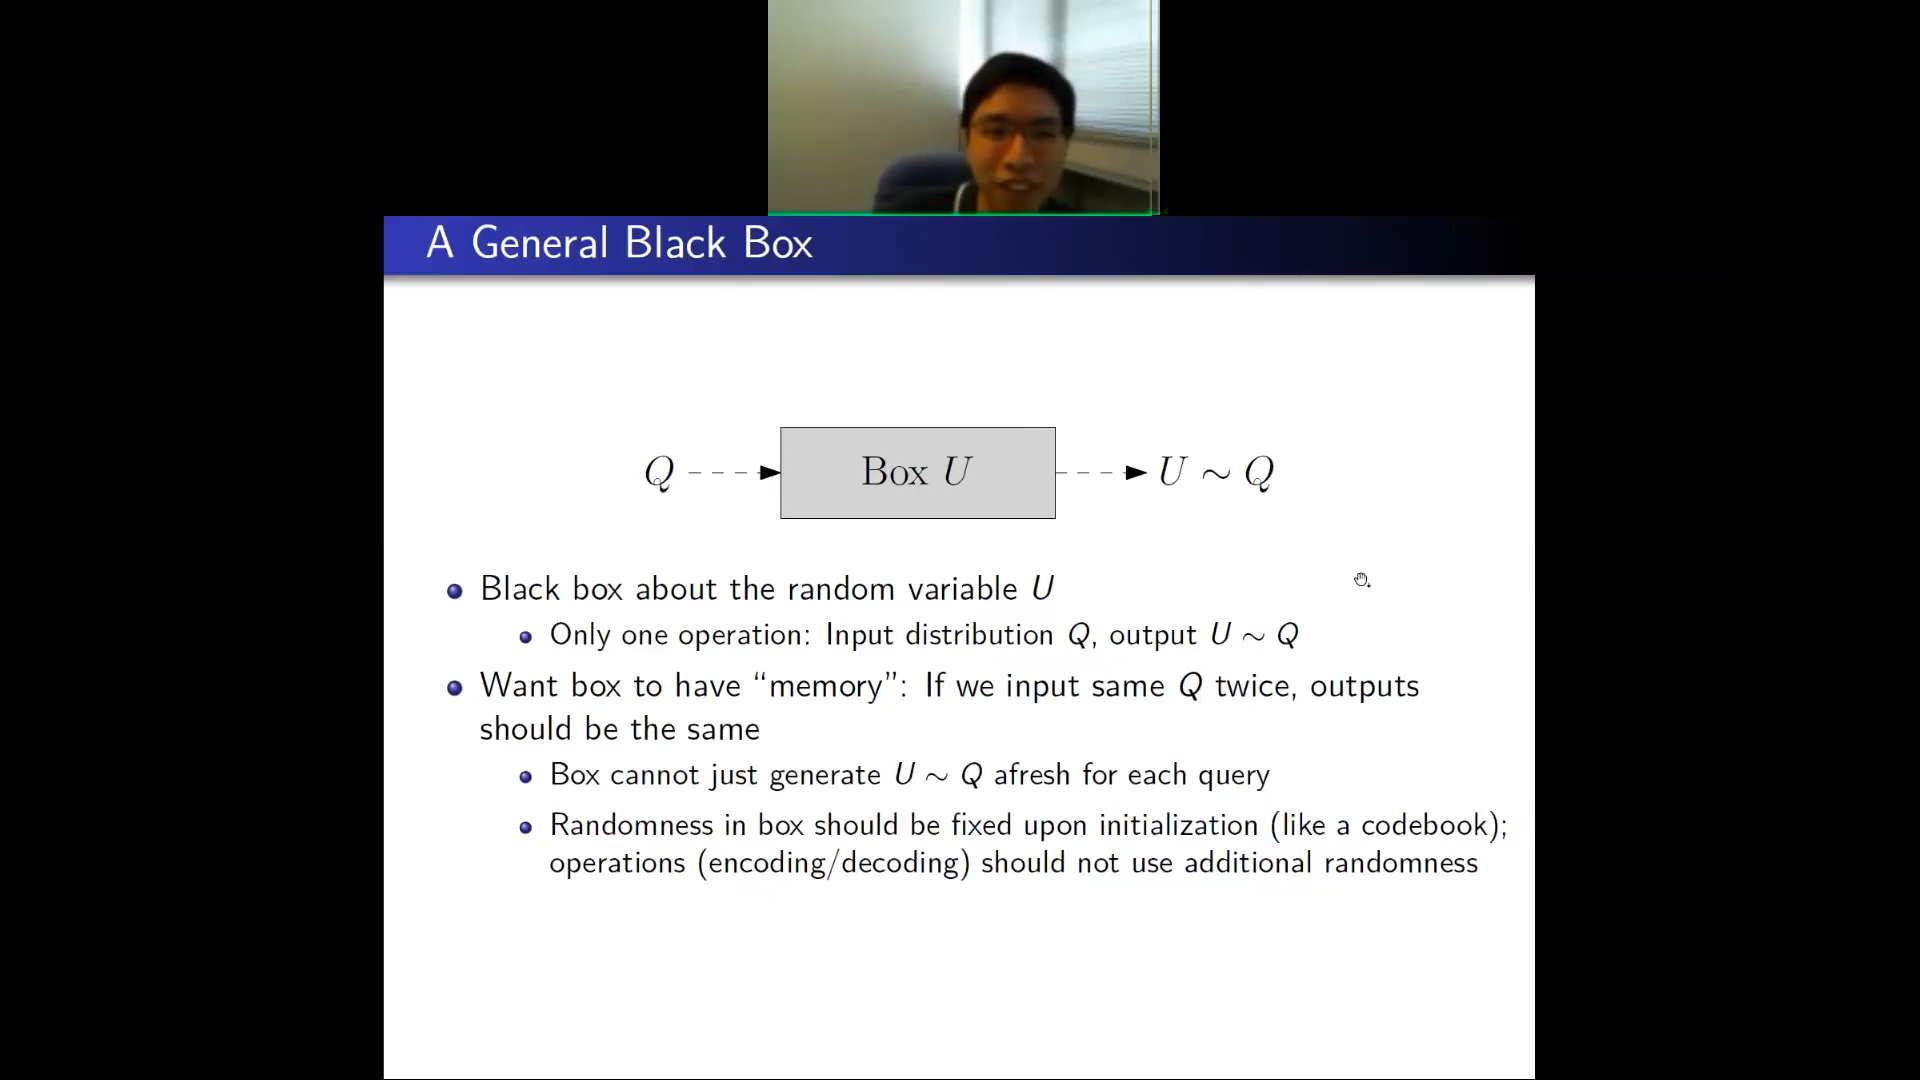 A General Black Box
Q Box U U ∼ Q
Black box about the random variable U
Only one operation: Input distribution Q, output U ∼ Q
Want box to have “memory”: If we input same Q twice, outputs
should be the same
Box cannot just generate U ∼ Q afresh for each query
Randomness in box should be fixed upon initialization (like a codebook);
operations (encoding/decoding) should not use additional randomness